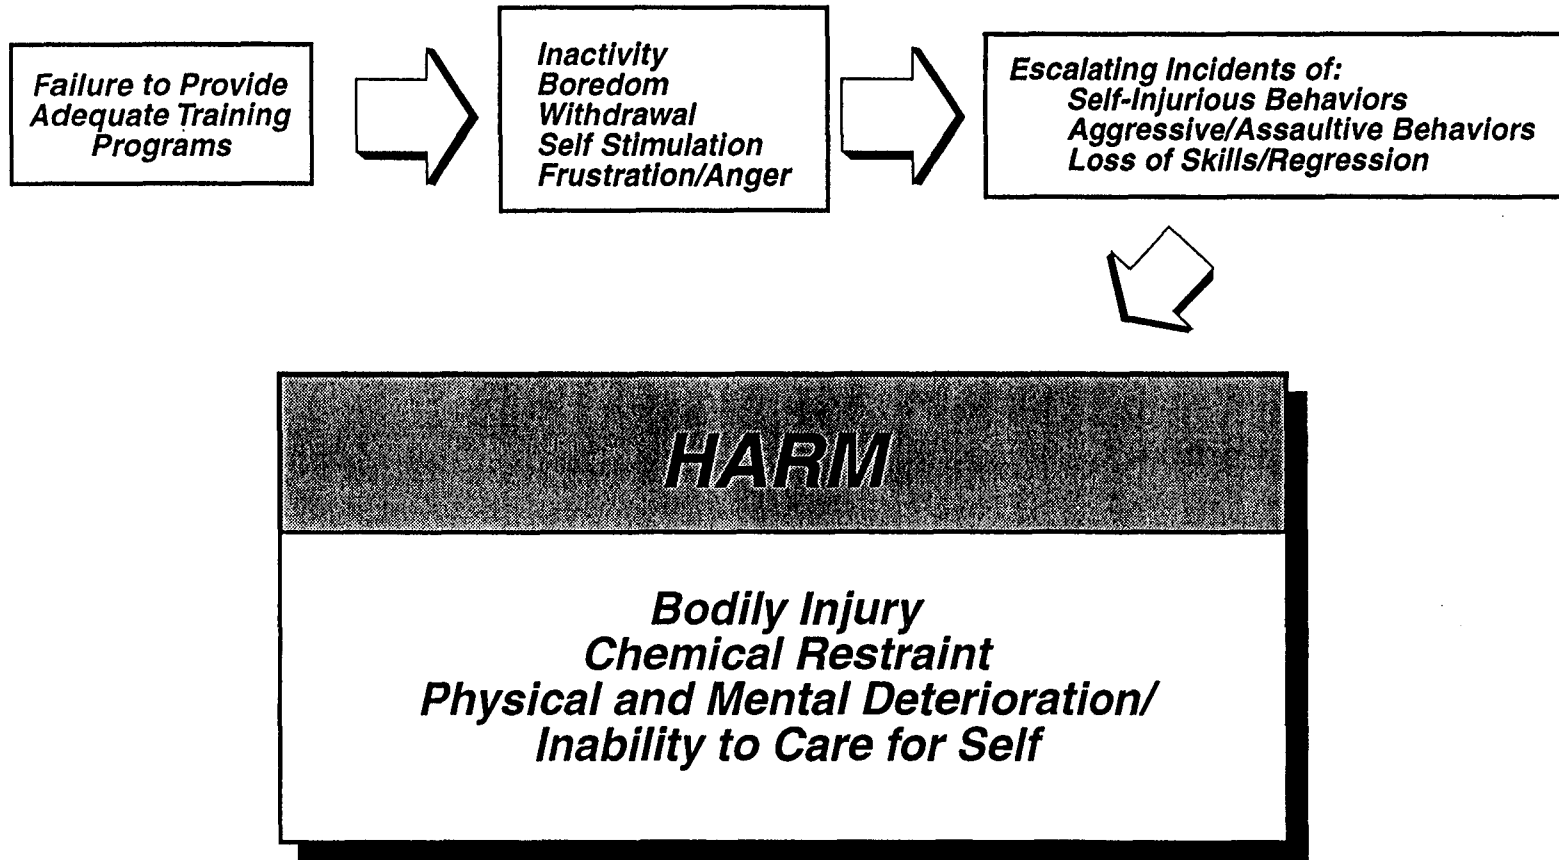 Failure to Provide
Adequate Training
Programs
Inactivity
Boredom
Withdrawal
Self Stimulation
Frustration/Anger
Escalating Incidents of:
Self-Injurious Behaviors
Aggressive/Assaultive Behaviors
Loss of Skills/Regression
HARM
Bodily Injury
Chemical Restraint
Physical and Mental Deterioration/
Inability to Care for Self